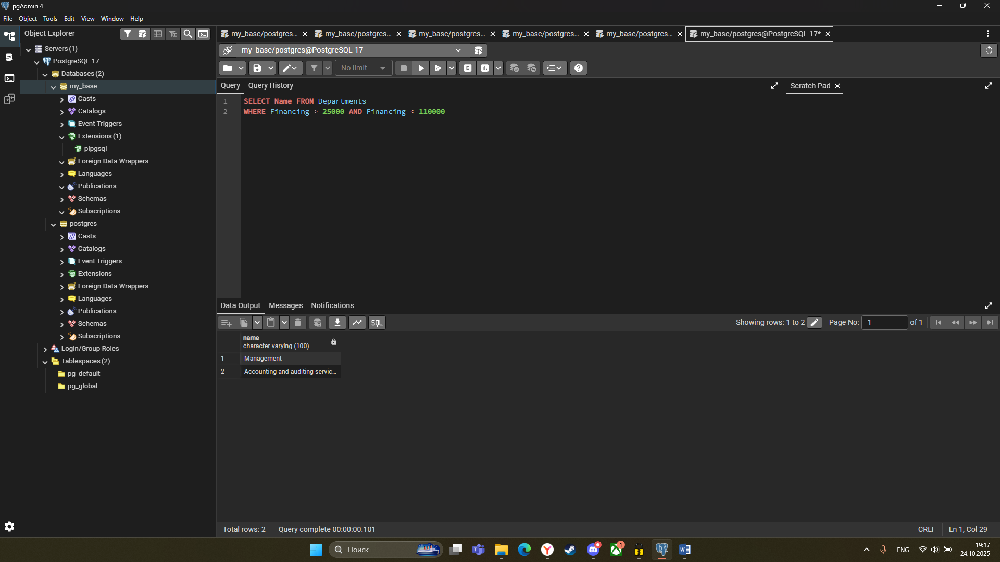 pgAdmin 4
File Object Tools Edit View Window Help
Object Explorer
my_base/postgres...
my_base/postgres...
my_base/postgres...
my_base/postgres...
my_base/postgres...
my_base/postgres@PostgreSQL 17*
Servers (1)
PostgreSQL 17
Databases (2)
my_base
Casts
Catalogs
Event Triggers
Extensions (1)
plpgsql
Foreign Data Wrappers
Languages
Publications
Schemas
Subscriptions
postgres
Casts
Catalogs
Event Triggers
Extensions
Foreign Data Wrappers
Languages
Publications
Schemas
Subscriptions
Login/Group Roles
Tablespaces (2)
pg_default
pg_global
my_base/postgres@PostgreSQL 17
No limit
E
Query Query History
Scratch Pad
1 SELECT Name FROM Departments
2 WHERE Financing > 25000 AND Financing < 110000
Data Output Messages Notifications
SQL
Showing rows: 1 to 2
Page No: 1 of 1
name
character varying (100)
1 Management
2 Accounting and auditing servic...
Total rows: 2
Query complete 00:00:00.101
CRLF
Ln 1, Col 29
Поиск
1
ENG
19:17
24.10.2025